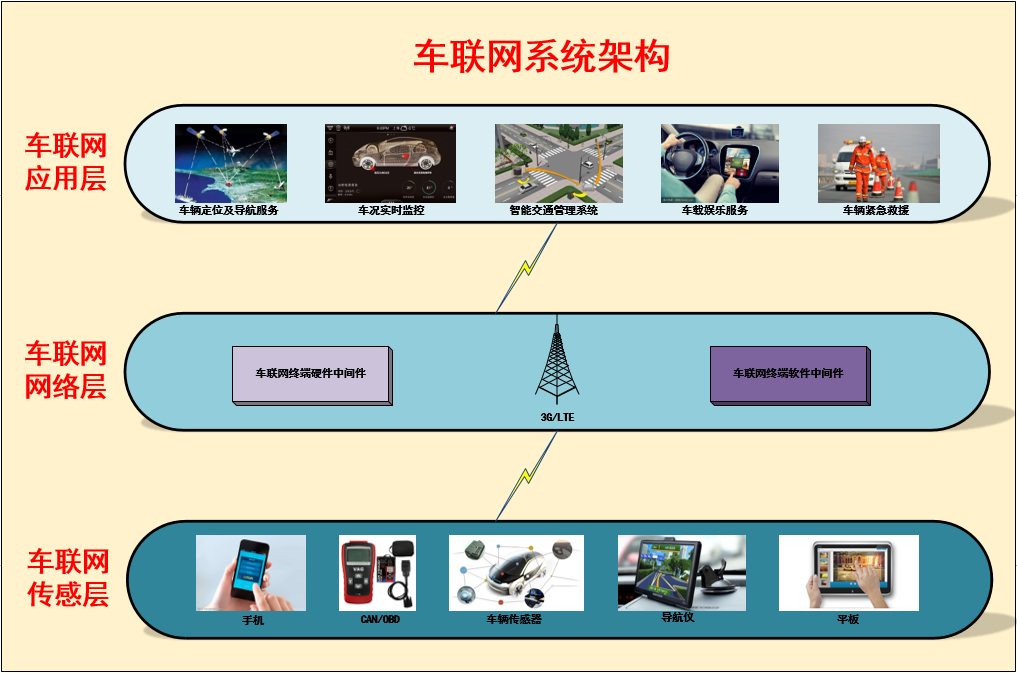 车联网系统架构
车联网
应用层
车辆定位及导航服务
车况实时监控
智能交通管理系统
车载娱乐服务
车辆紧急救援
车联网
网络层
车联网终端硬件中间件
3G/LTE
车联网终端软件中间件
车联网
传感层
手机
CAN/OBD
车辆传感器
导航仪
平板